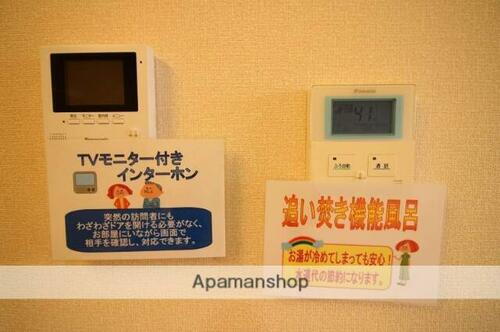 TVモニター付き
インターホン
突然の訪問者にも
わざわざドアを開ける必要がなく、
お部屋にいながら画面で
相手を確認し、対応できます。
41
追い焚き機能風呂
お湯が冷めてしまっても安心!
水道代の節約になります。
Apamanshop